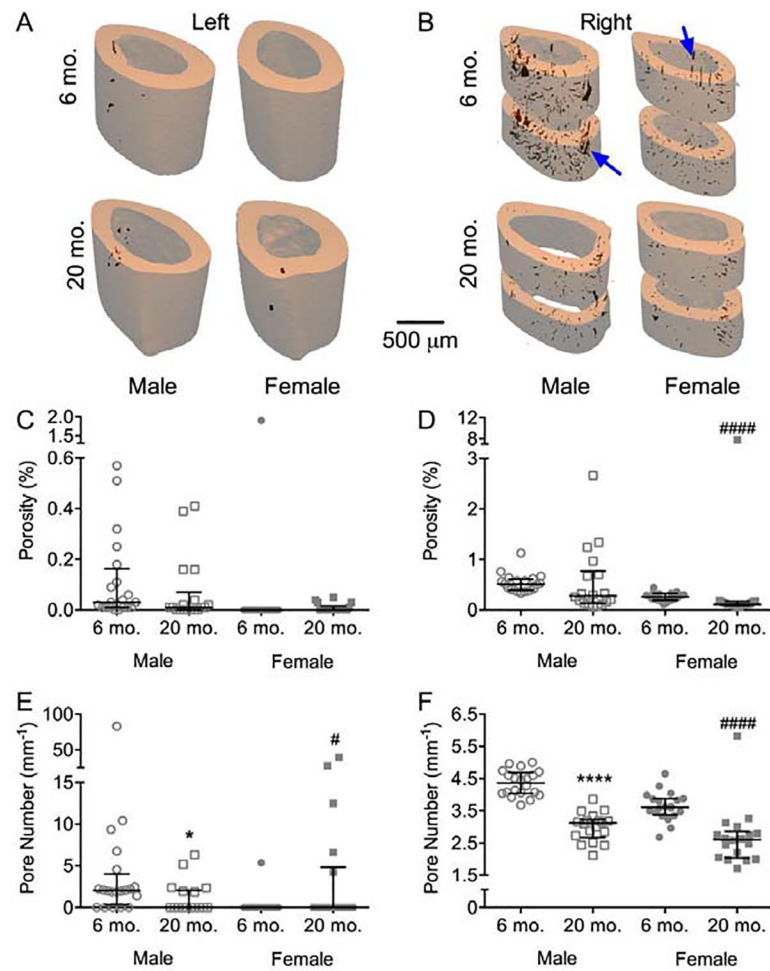 A Left B Right
6 mo. 6 mo.
20 mo. 20 mo.
500 μm
Male Female Male Female
C D
Porosity (%)
2.0
1.5
0.6
0.4
0.2
0.0
6 mo. 20 mo. 6 mo. 20 mo.
Male Female
Porosity (%)
12
8
####
3
2
1
0
6 mo. 20 mo. 6 mo. 20 mo.
Male Female
E F
Pore Number (mm⁻¹)
100
50
15
10
5
0
*
#
6 mo. 20 mo. 6 mo. 20 mo.
Male Female
Pore Number (mm⁻¹)
6.5
5.5
4.5
3.5
2.5
1.5
0
****
####
6 mo. 20 mo. 6 mo. 20 mo.
Male Female